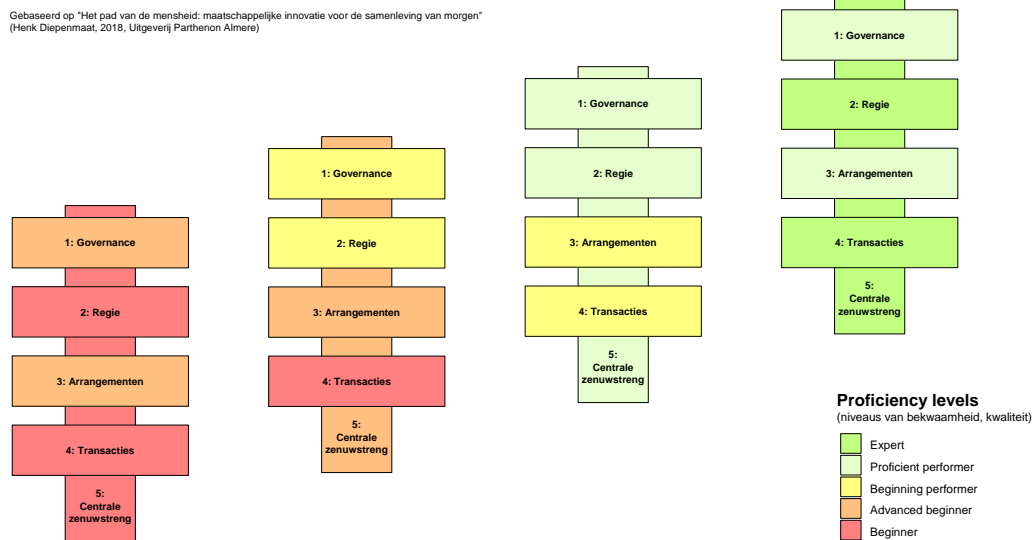 Gebaseerd op "Het pad van de mensheid: maatschappelijke innovatie voor de samenleving van morgen"
(Henk Diepenmaat, 2018, Uitgeverij Parthenon Almere)
1: Governance
2: Regie
3: Arrangementen
4: Transacties
5:
Centrale
zenuwstreng
1: Governance
2: Regie
3: Arrangementen
4: Transacties
5:
Centrale
zenuwstreng
1: Governance
2: Regie
3: Arrangementen
4: Transacties
5:
Centrale
zenuwstreng
1: Governance
2: Regie
3: Arrangementen
4: Transacties
5:
Centrale
zenuwstreng
Proficiency levels
(niveaus van bekwaamheid, kwaliteit)
Expert
Proficient performer
Beginning performer
Advanced beginner
Beginner